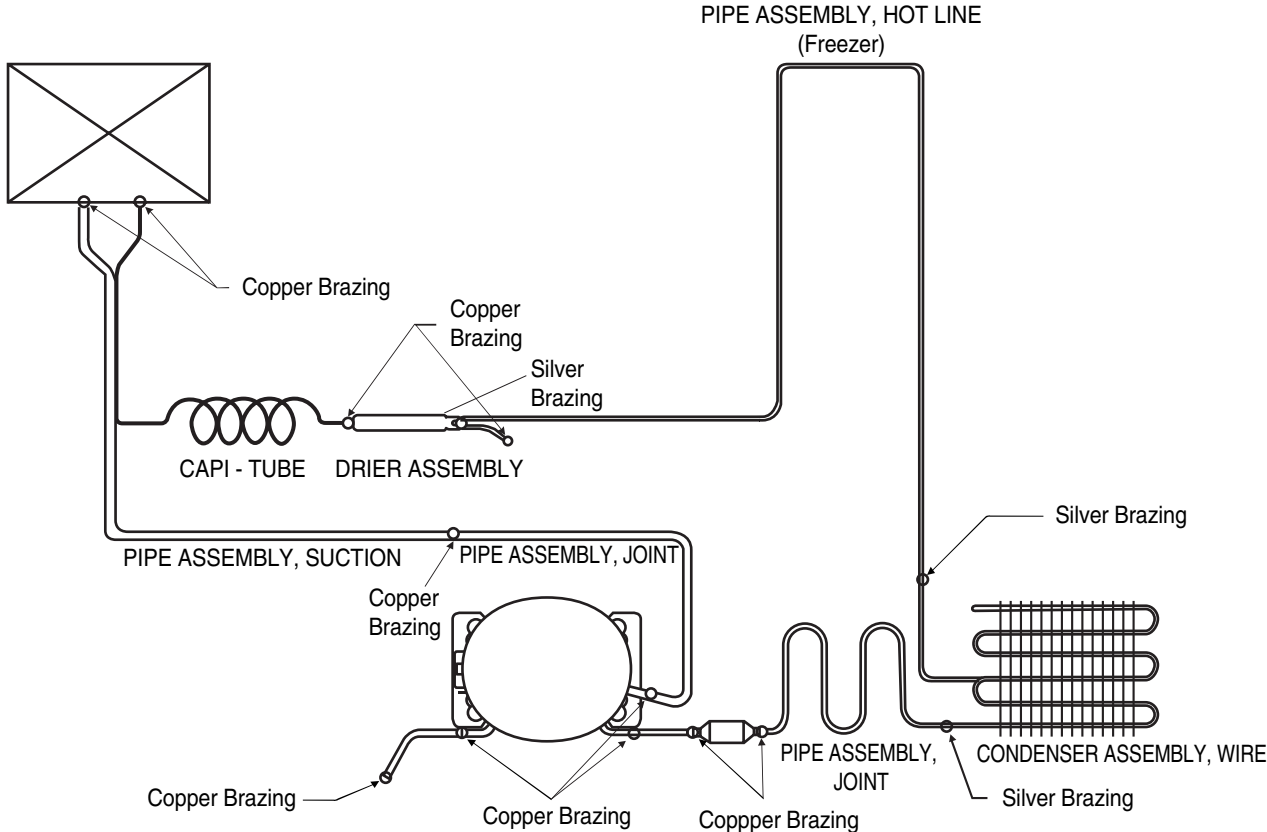 PIPE ASSEMBLY, HOT LINE
(Freezer)
Copper Brazing
Copper
Brazing
Silver
Brazing
CAPI - TUBE
DRIER ASSEMBLY
Silver Brazing
PIPE ASSEMBLY, SUCTION
PIPE ASSEMBLY, JOINT
Copper
Brazing
PIPE ASSEMBLY,
JOINT
CONDENSER ASSEMBLY, WIRE
Copper Brazing
Copper Brazing
Coppper Brazing
Silver Brazing